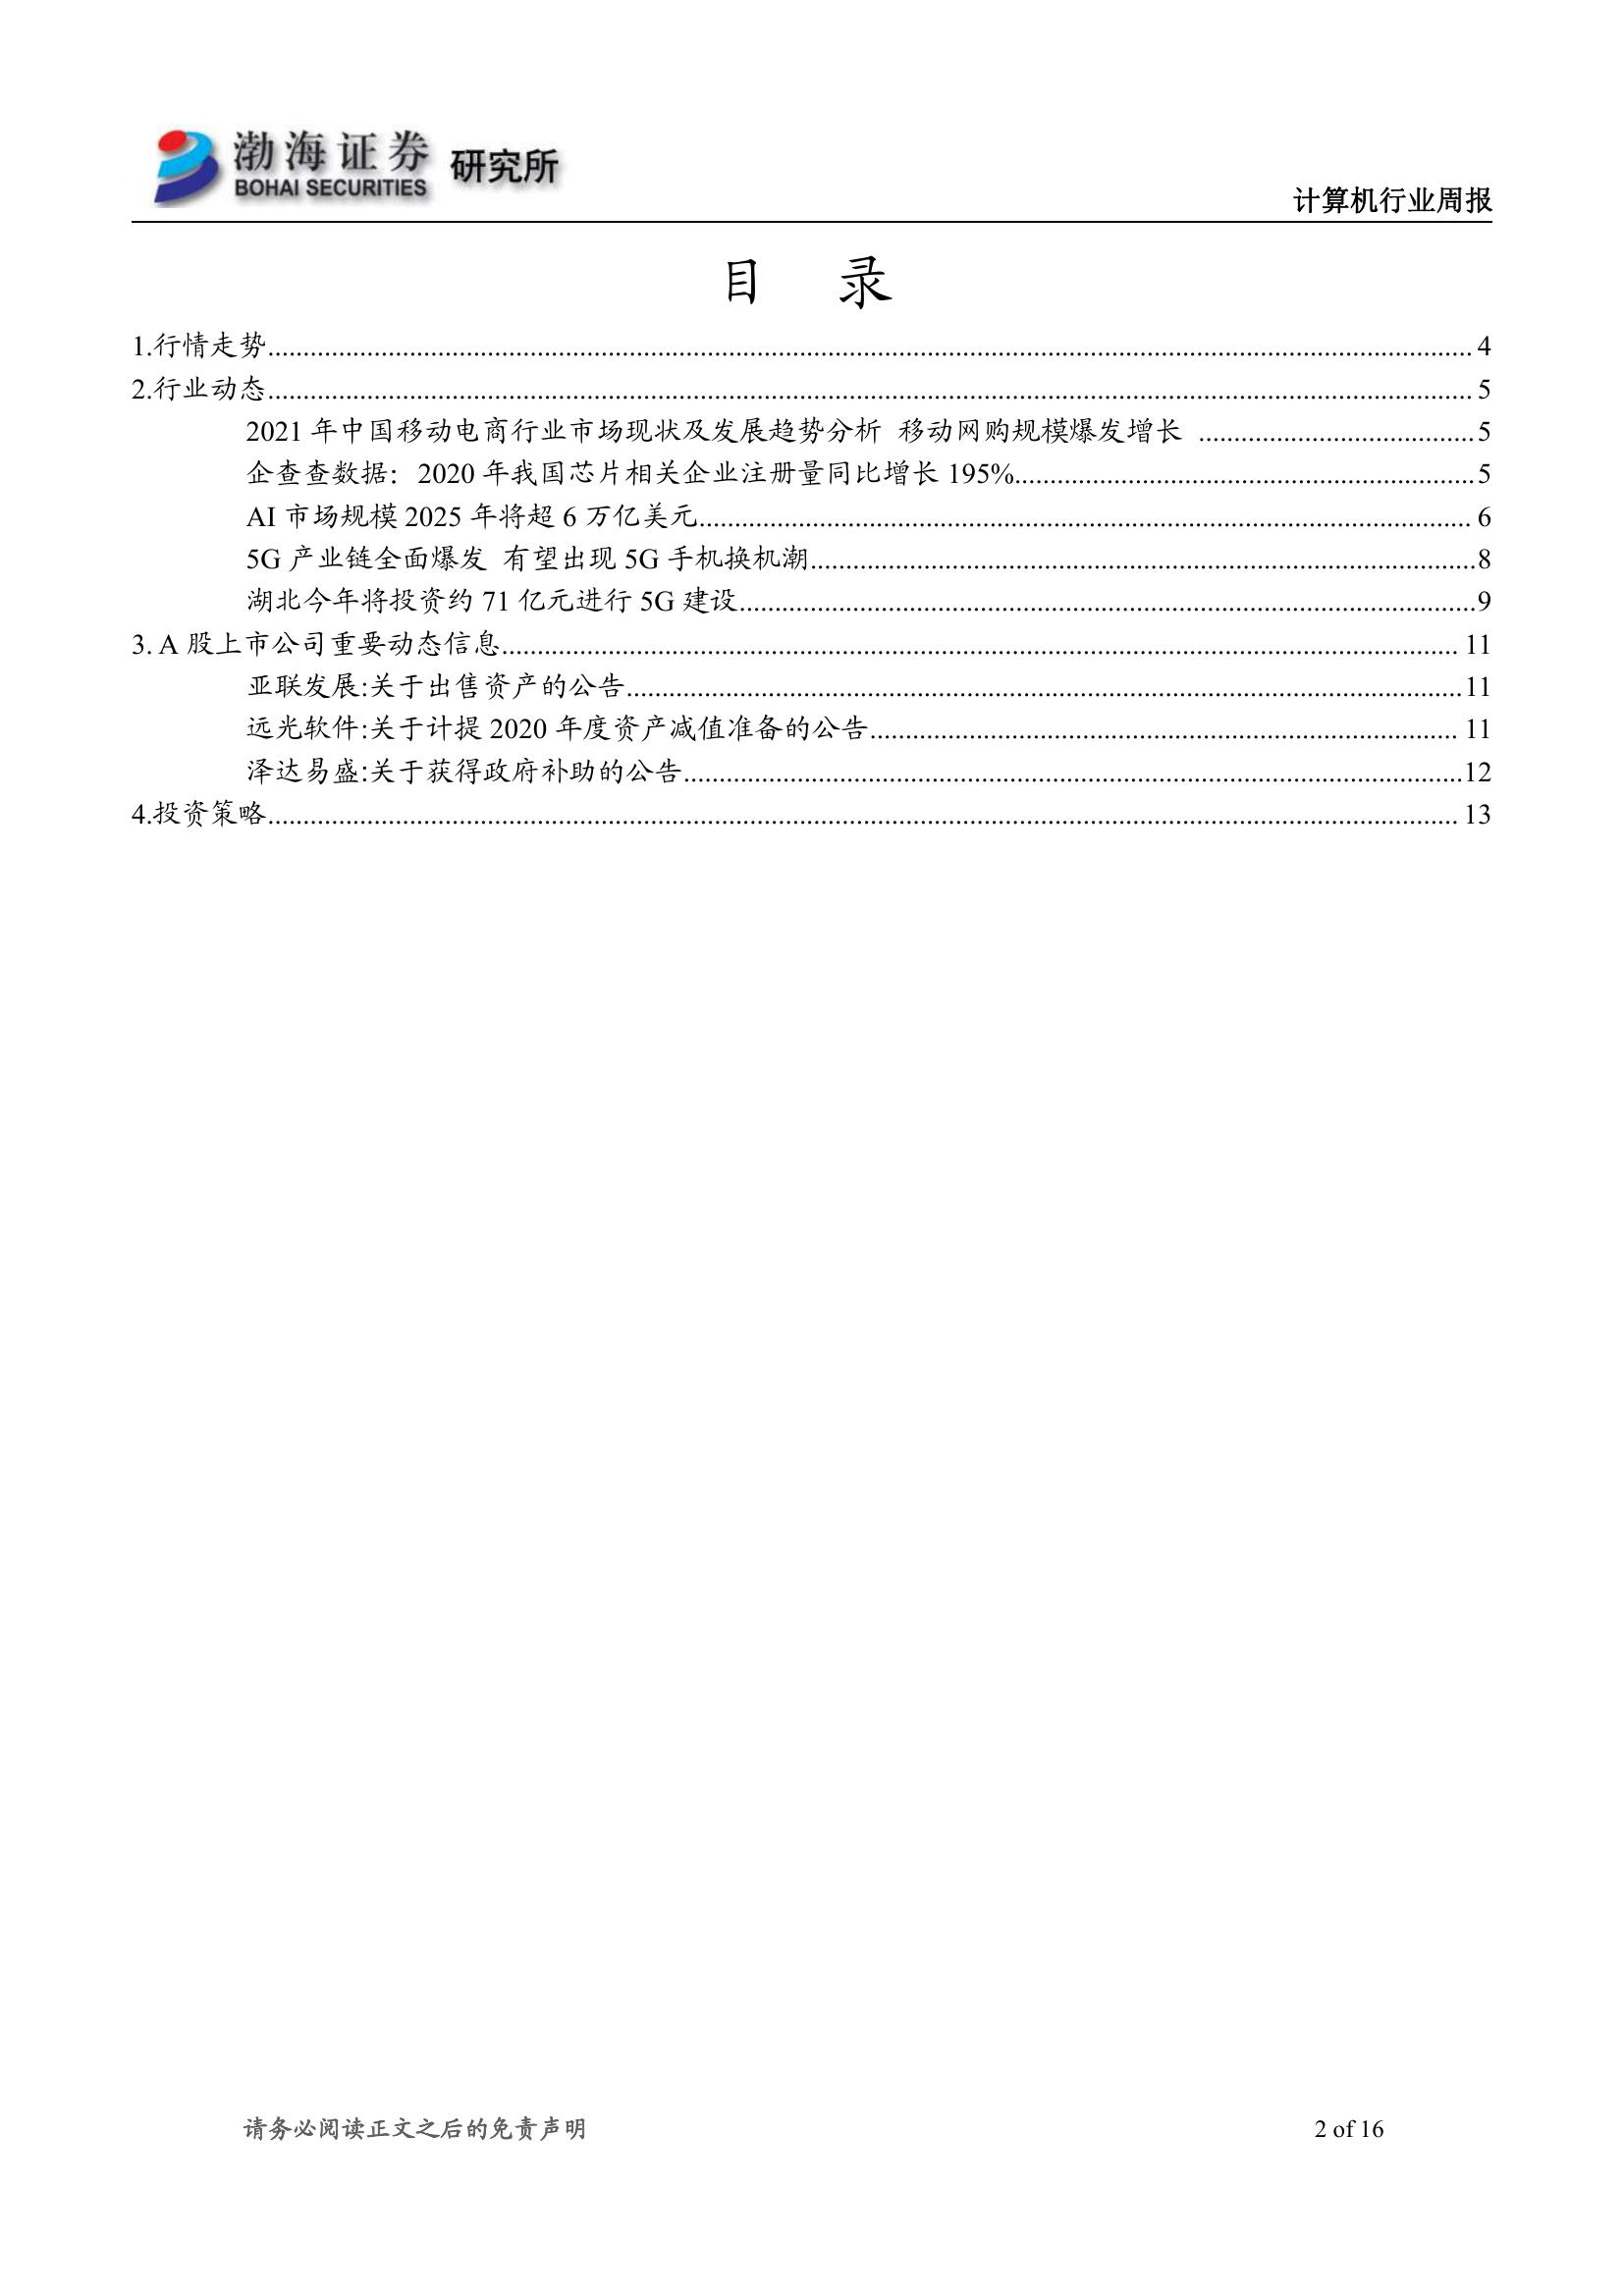 渤海证券 研究所
BOHAI SECURITIES
计算机行业周报
目 录
1.行情走势 4
2.行业动态 5
2021 年中国移动电商行业市场现状及发展趋势分析 移动网购规模爆发增长 5
企查查数据：2020 年我国芯片相关企业注册量同比增长 195% 5
AI 市场规模 2025 年将超 6 万亿美元 6
5G 产业链全面爆发 有望出现 5G 手机换机潮 8
湖北今年将投资约 71 亿元进行 5G 建设 9
3. A 股上市公司重要动态信息 11
亚联发展:关于出售资产的公告 11
远光软件:关于计提 2020 年度资产减值准备的公告 11
泽达易盛:关于获得政府补助的公告 12
4.投资策略 13
请务必阅读正文之后的免责声明 2 of 16